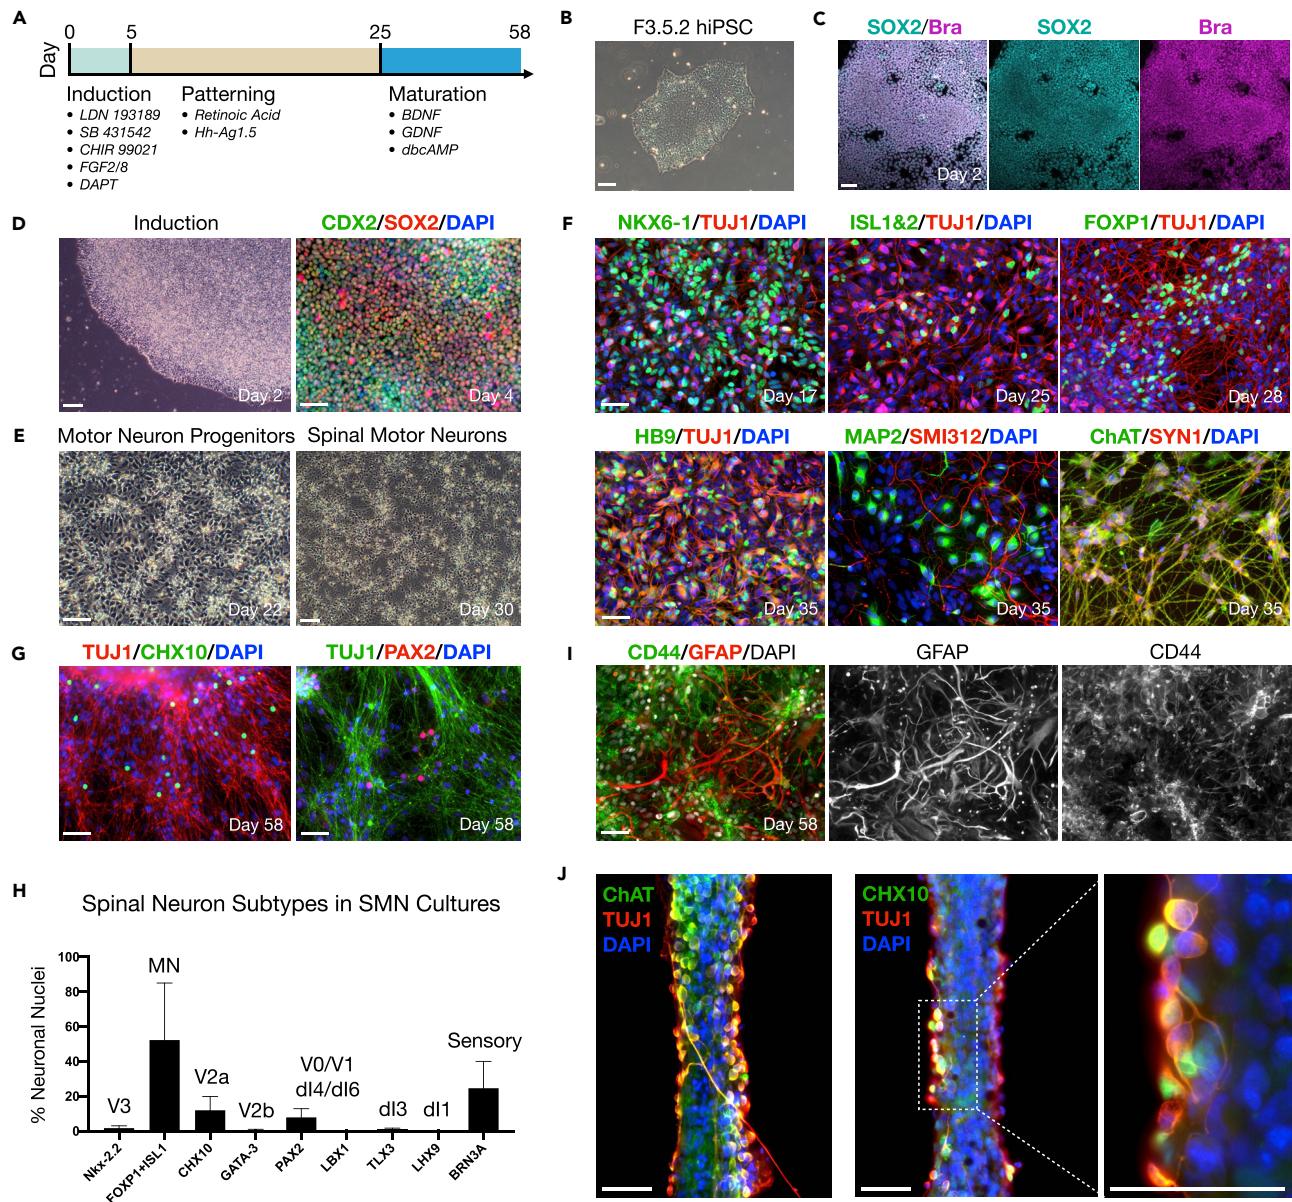 A
Day
0 5 25 58
Induction
• LDN 193189
• SB 431542
• CHIR 99021
• FGF2/8
• DAPT
Patterning
• Retinoic Acid
• Hh-Ag1.5
Maturation
• BDNF
• GDNF
• dbcAMP
B
F3.5.2 hiPSC
C
SOX2/Bra
SOX2
Bra
Day 2
D
Induction
CDX2/SOX2/DAPI
Day 2
Day 4
E
Motor Neuron Progenitors
Spinal Motor Neurons
Day 22
Day 30
F
NKX6-1/TUJ1/DAPI
ISL1&2/TUJ1/DAPI
FOXP1/TUJ1/DAPI
Day 17
Day 25
Day 28
HB9/TUJ1/DAPI
MAP2/SMI312/DAPI
ChAT/SYN1/DAPI
Day 35
Day 35
Day 35
G
TUJ1/CHX10/DAPI
TUJ1/PAX2/DAPI
Day 58
Day 58
I
CD44/GFAP/DAPI
GFAP
CD44
Day 58
H
Spinal Neuron Subtypes in SMN Cultures
% Neuronal Nuclei
100
80
60
40
20
0
V3
MN
V2a
V2b
V0/V1
dI4/dI6
dI3
dI1
Sensory
Nkx-2.2
FOXP1+ISL1
CHX10
GATA-3
PAX2
LBX1
TLX3
LHX9
BRN3A
J
ChAT
TUJ1
DAPI
CHX10
TUJ1
DAPI